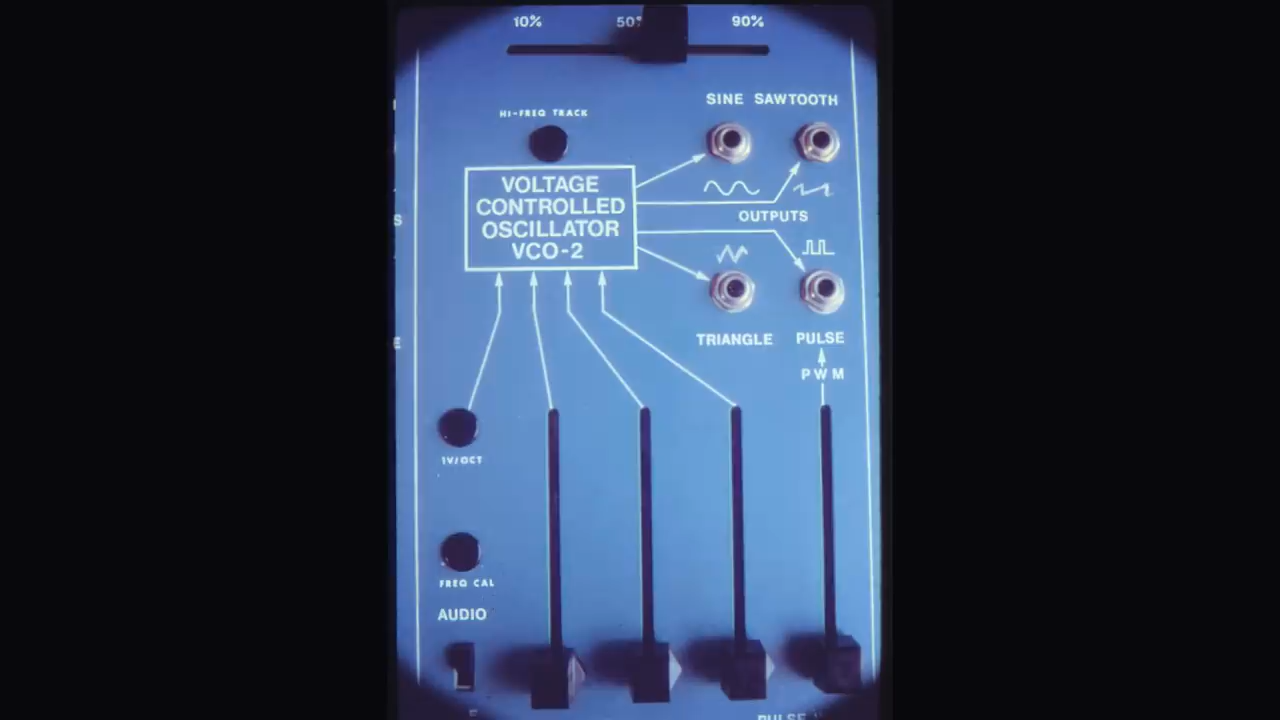 10% 50% 90%
SINE SAWTOOTH
HI-FREQ TRACK
VOLTAGE
CONTROLLED
OSCILLATOR
VCO-2
OUTPUTS
TRIANGLE PULSE
PWM
1V/OCT
FREQ CAL
AUDIO
PULSE